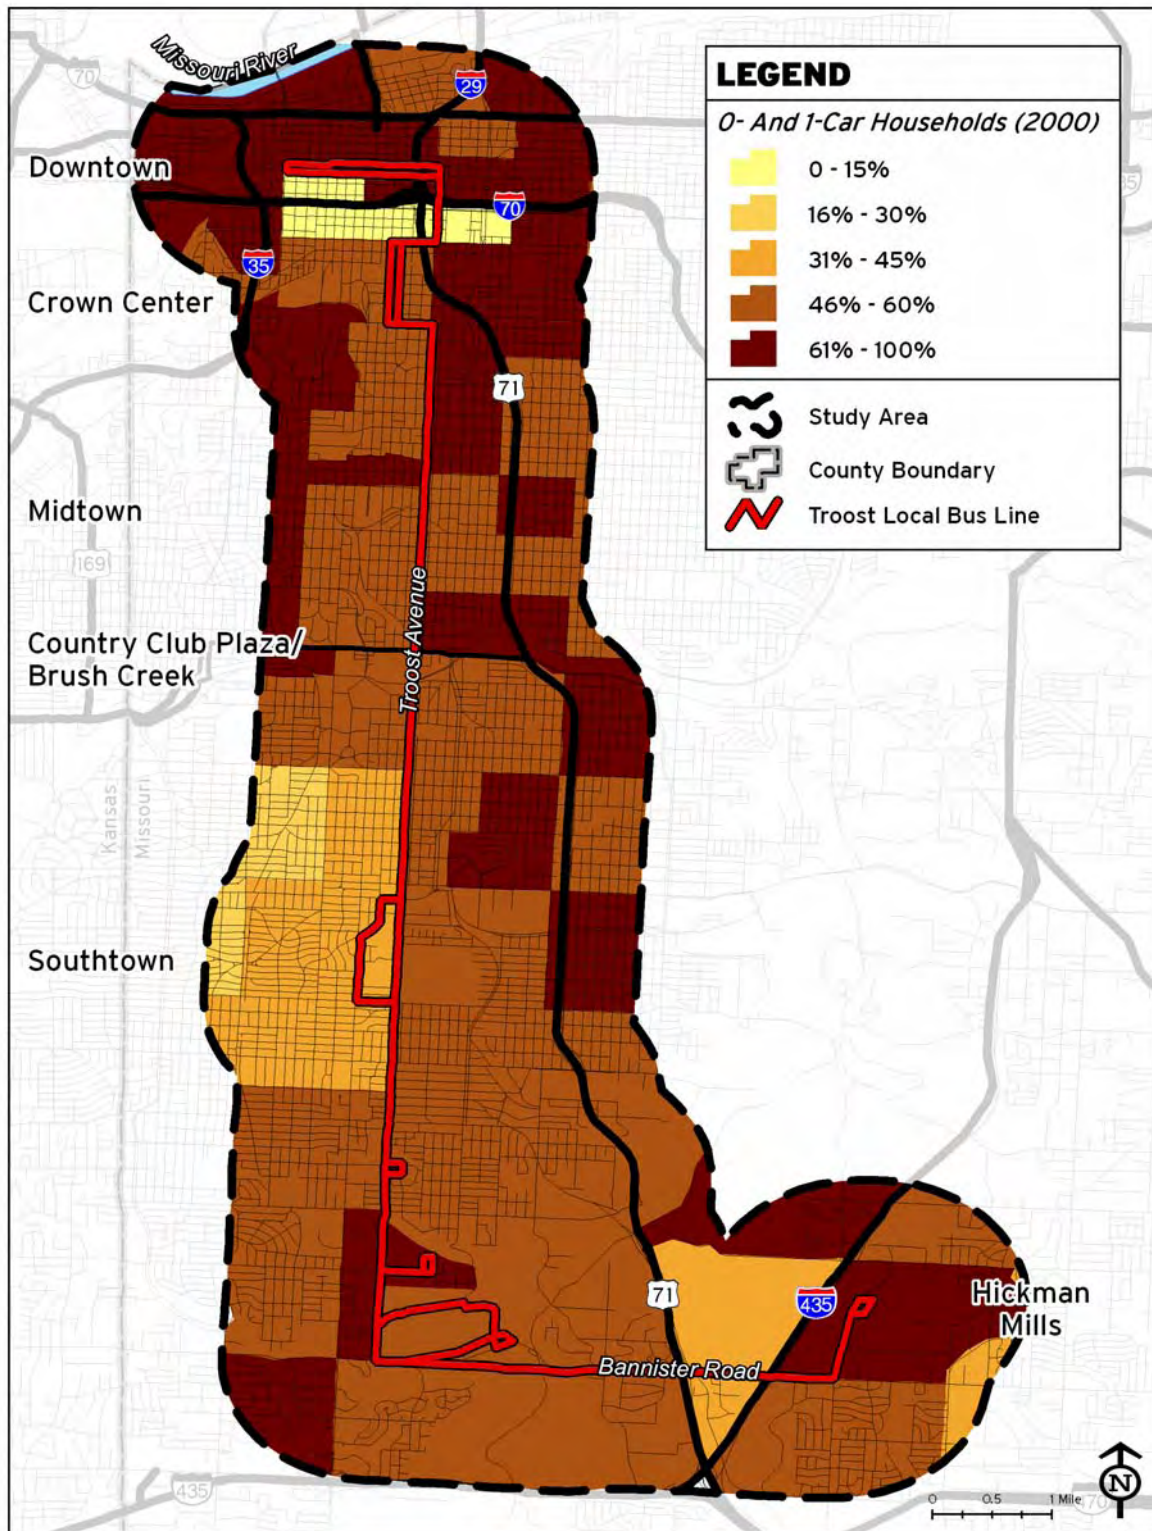 Missouri River
70
29
LEGEND
0- And 1-Car Households (2000)
0 - 15%
16% - 30%
31% - 45%
46% - 60%
61% - 100%
Study Area
County Boundary
Troost Local Bus Line
Downtown
70
35
Crown Center
71
Midtown
169
Troost Avenue
Country Club Plaza/
Brush Creek
Kansas
Missouri
Southtown
71
435
Hickman
Mills
Bannister Road
435
N
0 0.5 1 Mile